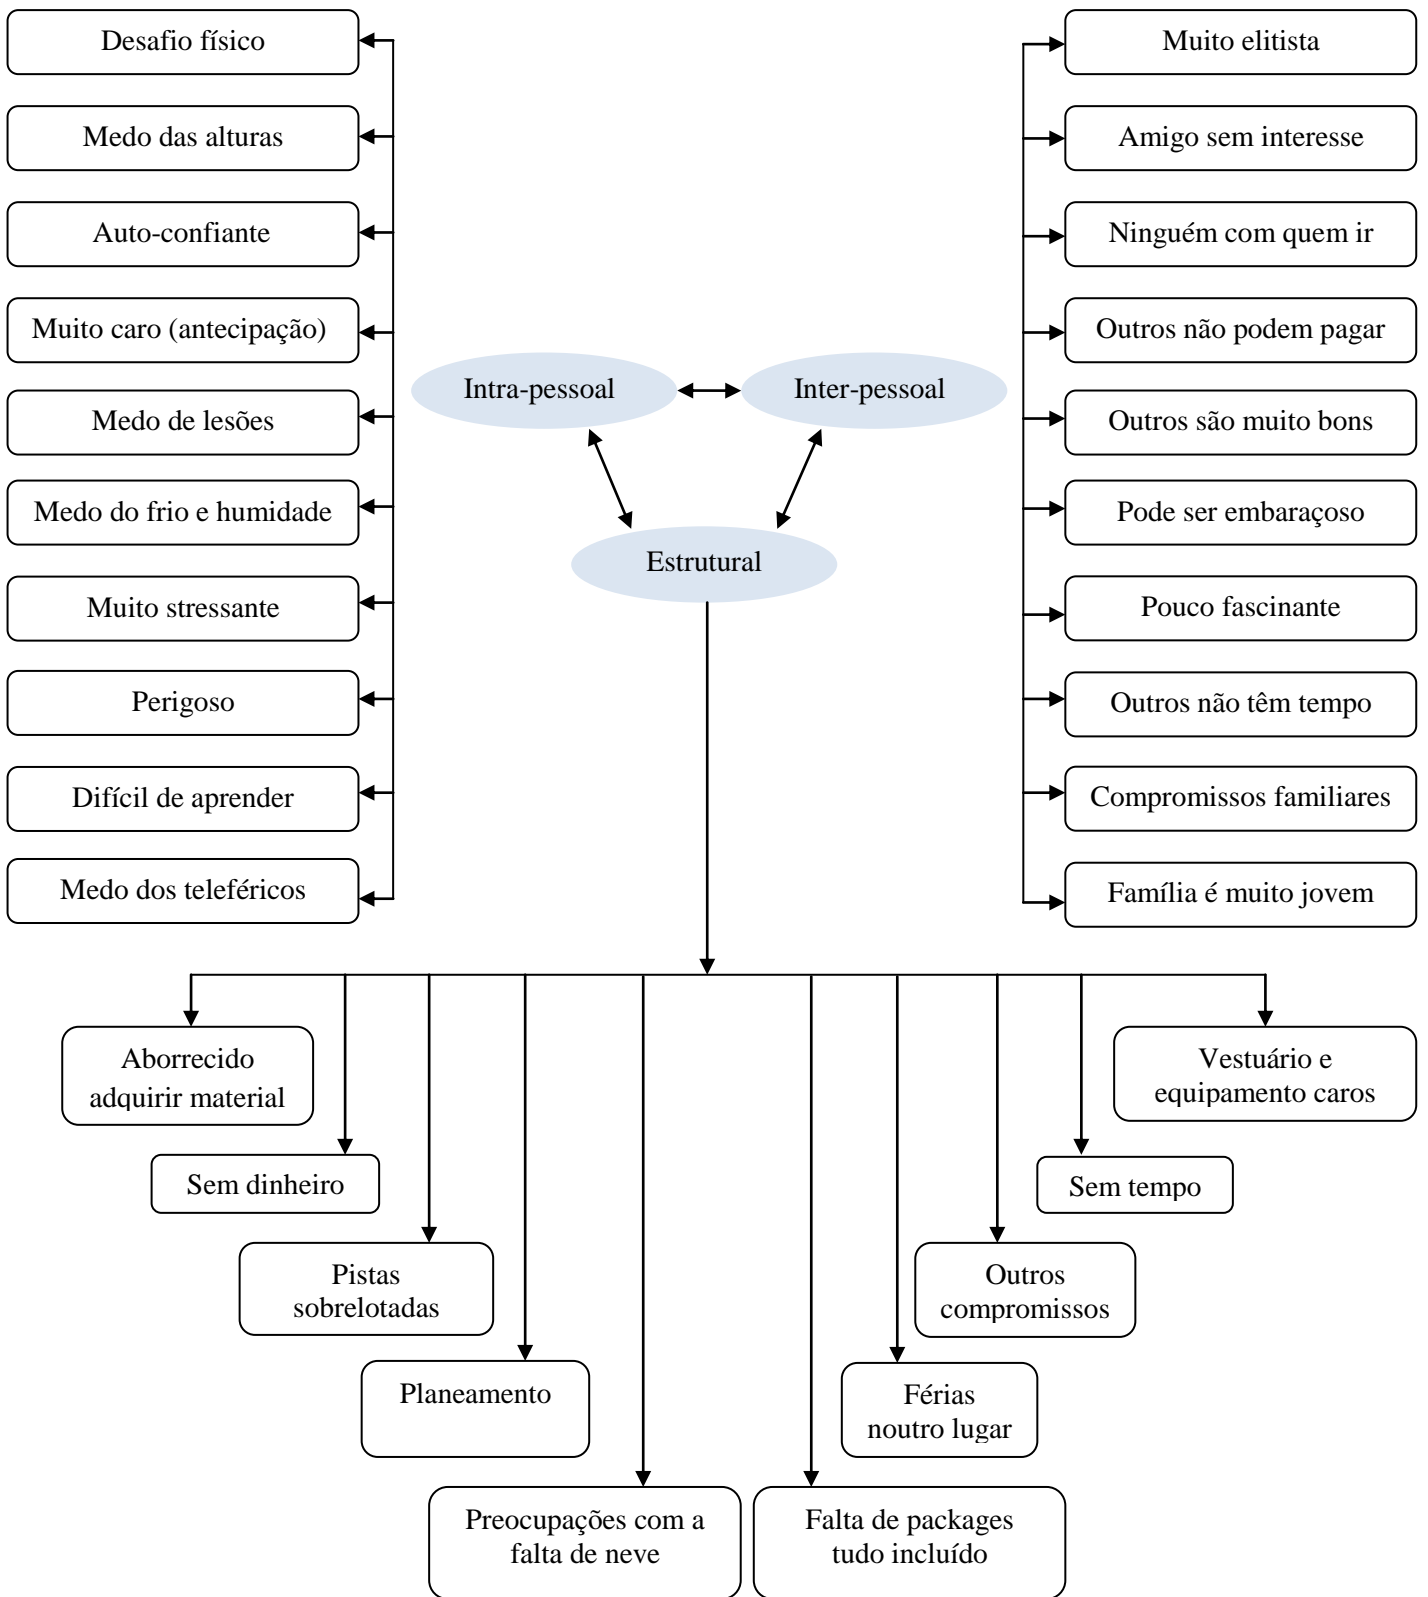 Desafio físico
Medo das alturas
Auto-confiante
Muito caro (antecipação)
Medo de lesões
Medo do frio e humidade
Muito stressante
Perigoso
Difícil de aprender
Medo dos teleféricos
Intra-pessoal
Inter-pessoal
Estrutural
Muito elitista
Amigo sem interesse
Ninguém com quem ir
Outros não podem pagar
Outros são muito bons
Pode ser embaraçoso
Pouco fascinante
Outros não têm tempo
Compromissos familiares
Família é muito jovem
Aborrecido
adquirir material
Sem dinheiro
Pistas
sobrelotadas
Planeamento
Preocupações com a
falta de neve
Falta de packages
tudo incluído
Férias
noutro lugar
Outros
compromissos
Sem tempo
Vestuário e
equipamento caros